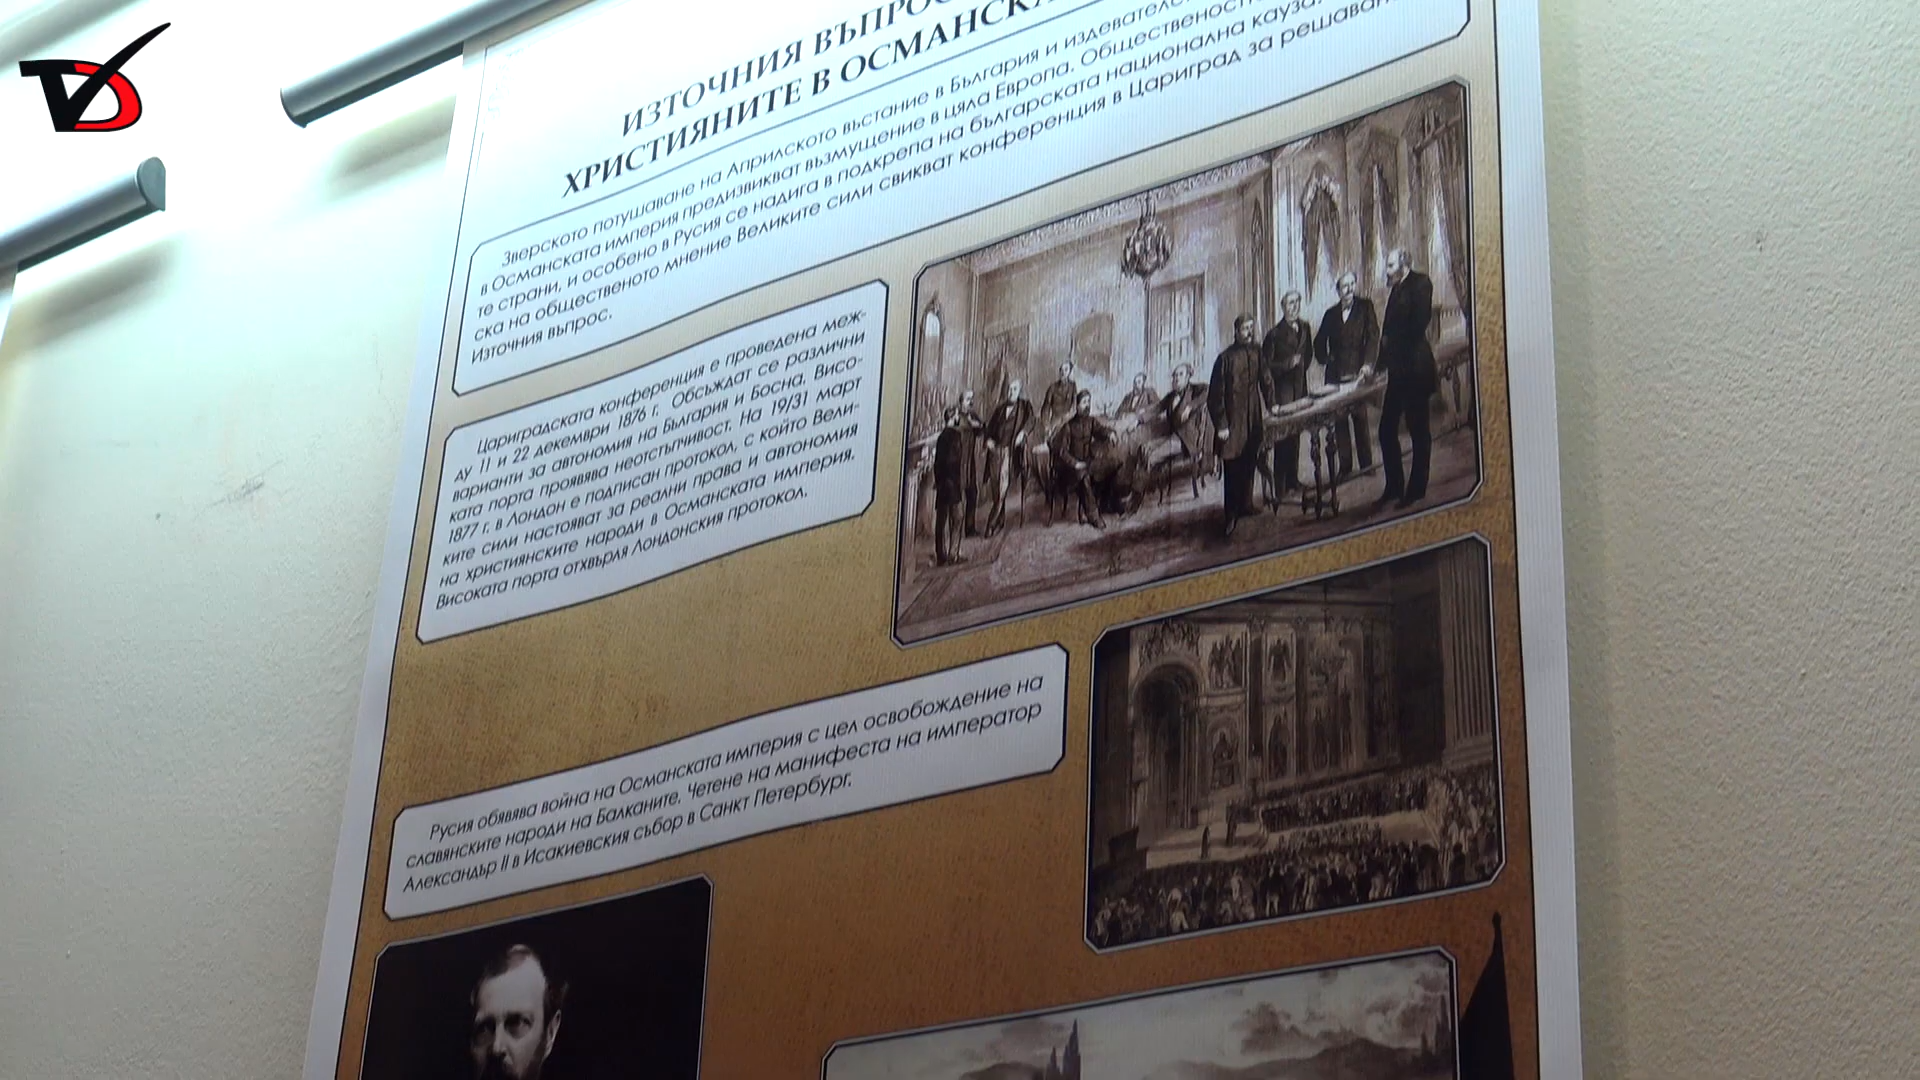 ИЗТОЧНИЯ ВЪПРОС
ХРИСТИЯНИТЕ В ОСМАНСКА
Зверското потушаване на Априлското въстание в България и
в Османската империя предизвикват възмущение в цяла Европа. Обществено
те страни, и особено в Русия се надига в подкрепа на българската национална кауза.
ска на общественото мнение Великите сили свикват конференция в Цариград за решаван
Източния въпрос.
Цариградската конференция е проведена меж-
ду 11 и 22 декември 1876 г. Обсъждат се различни
варианти за автономия на България и Босна. Висо-
ката порта проявява неотстъпчивост. На 19/31 март
1877 г. в Лондон е подписан протокол, с който Вели-
ките сили настояват за реални права и автономия
на християнските народи в Османската империя.
Високата порта отхвърля Лондонския протокол.
Русия обявява война на Османската империя с цел освобождение на
славянските народи на Балканите. Четене на манифеста на император
Александър II в Исакиевския събор в Санкт Петербург.